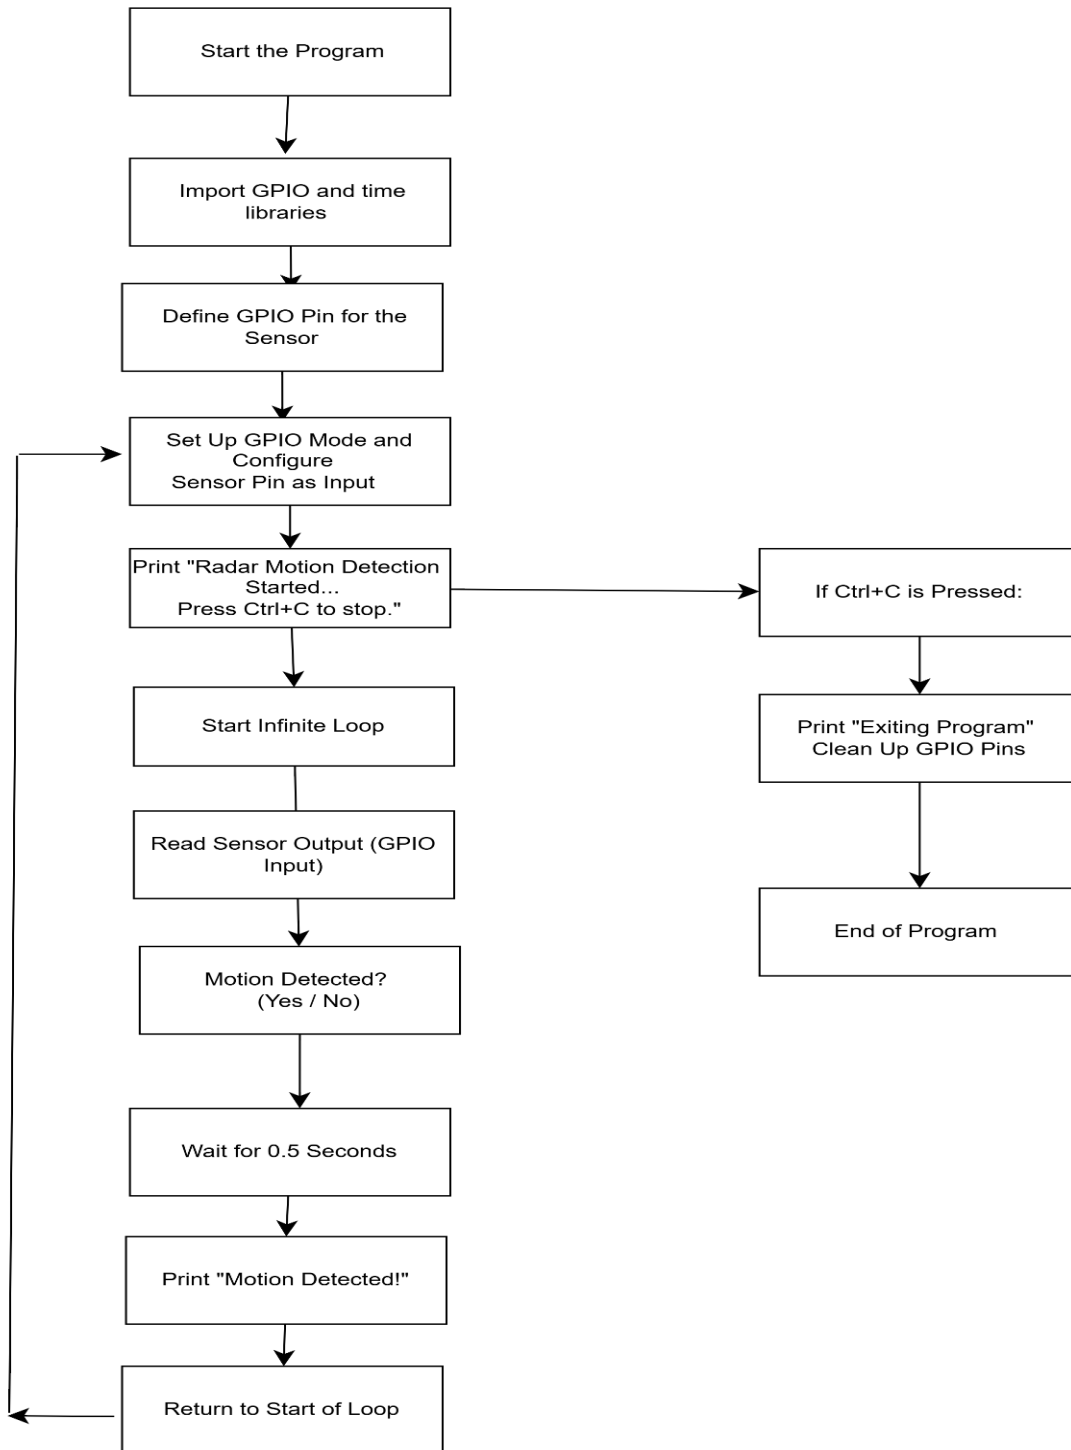 Start the Program
Import GPIO and time
libraries
Define GPIO Pin for the
Sensor
Set Up GPIO Mode and
Configure
Sensor Pin as Input
Print "Radar Motion Detection
Started...
Press Ctrl+C to stop."
If Ctrl+C is Pressed:
Start Infinite Loop
Print "Exiting Program"
Clean Up GPIO Pins
Read Sensor Output (GPIO
Input)
End of Program
Motion Detected?
(Yes / No)
Wait for 0.5 Seconds
Print "Motion Detected!"
Return to Start of Loop